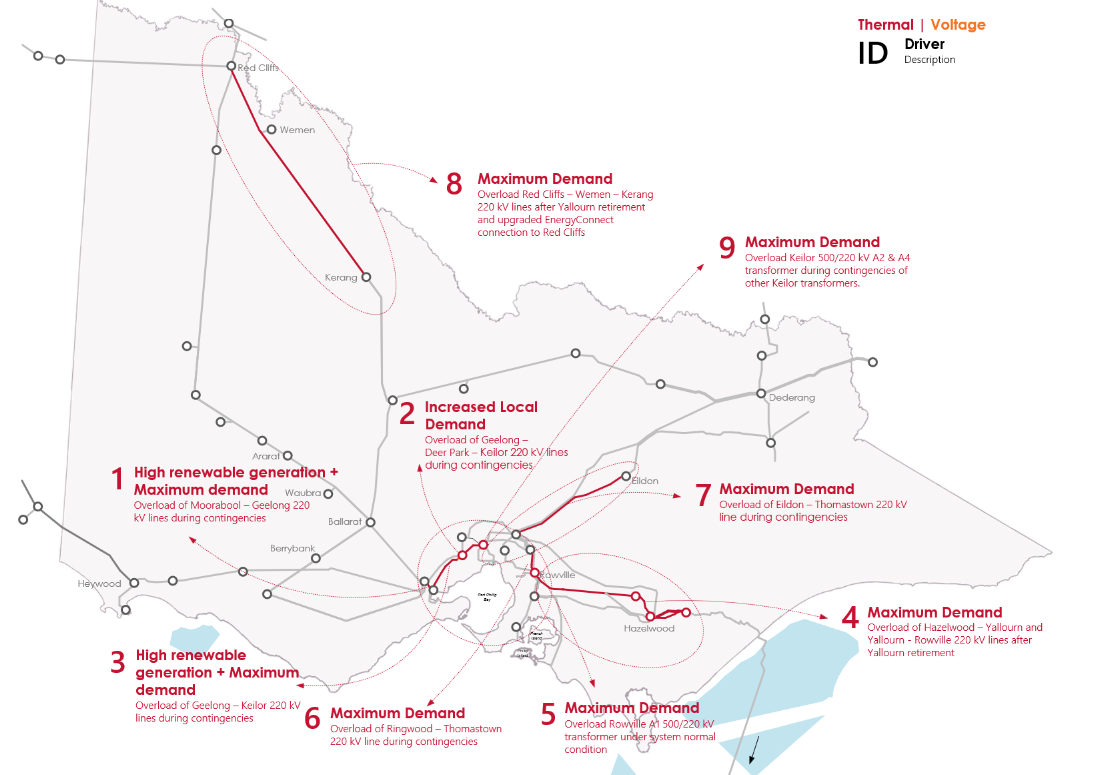 Thermal | Voltage
ID
Driver
Description
Red Cliffs
Wemen
8
Maximum Demand
Overload Red Cliffs – Wemen – Kerang
220 kV lines after Yallourn retirement
and upgraded EnergyConnect
connection to Red Cliffs
9
Maximum Demand
Overload Keilor 500/220 kV A2 & A4
transformer during contingencies of
other Keilor transformers.
Kerang
Dederang
2
Increased Local
Demand
Overload of Geelong –
Deer Park – Keilor 220 kV lines
during contingencies
Ararat
1
High renewable generation +
Maximum demand
Overload of Moorabool – Geelong 220
kV lines during contingencies
Waubra
Eildon
7
Maximum Demand
Overload of Eildon – Thomastown 220 kV
line during contingencies
Ballarat
Berrybank
Heywood
Rowville
Port Phillip
Bay
Hazelwood
4
Maximum Demand
Overload of Hazelwood – Yallourn and
Yallourn - Rowville 220 kV lines after
Yallourn retirement
3
High renewable
generation + Maximum
demand
Overload of Geelong – Keilor 220 kV
lines during contingencies
6
Maximum Demand
Overload of Ringwood – Thomastown
220 kV line during contingencies
5
Maximum Demand
Overload Rowville A1 500/220 kV
transformer under system normal
condition